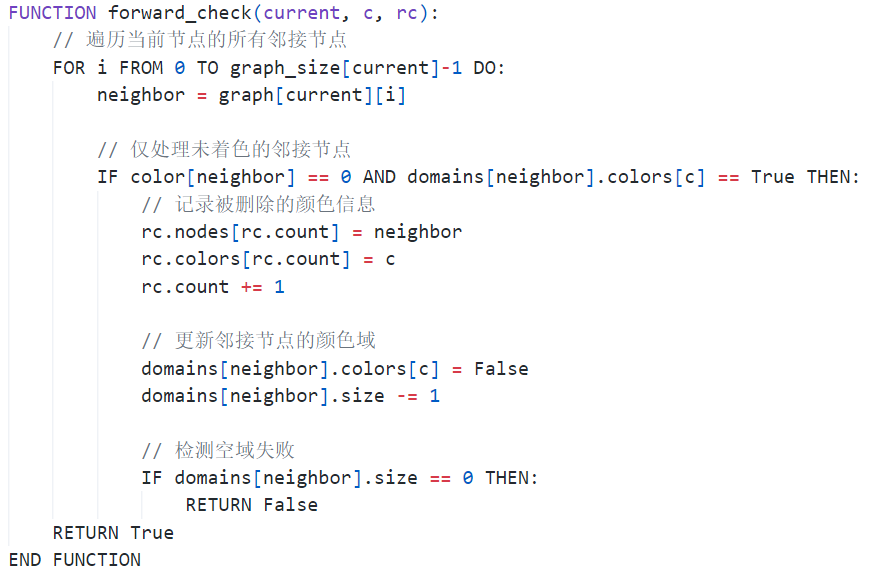 FUNCTION forward_check(current, c, rc):
// 遍历当前节点的所有邻接节点
FOR i FROM 0 TO graph_size[current]-1 DO:
neighbor = graph[current][i]
// 仅处理未着色的邻接节点
IF color[neighbor] == 0 AND domains[neighbor].colors[c] == True THEN:
// 记录被删除的颜色信息
rc.nodes[rc.count] = neighbor
rc.colors[rc.count] = c
rc.count += 1
// 更新邻接节点的颜色域
domains[neighbor].colors[c] = False
domains[neighbor].size -= 1
// 检测空域失败
IF domains[neighbor].size == 0 THEN:
RETURN False
RETURN True
END FUNCTION